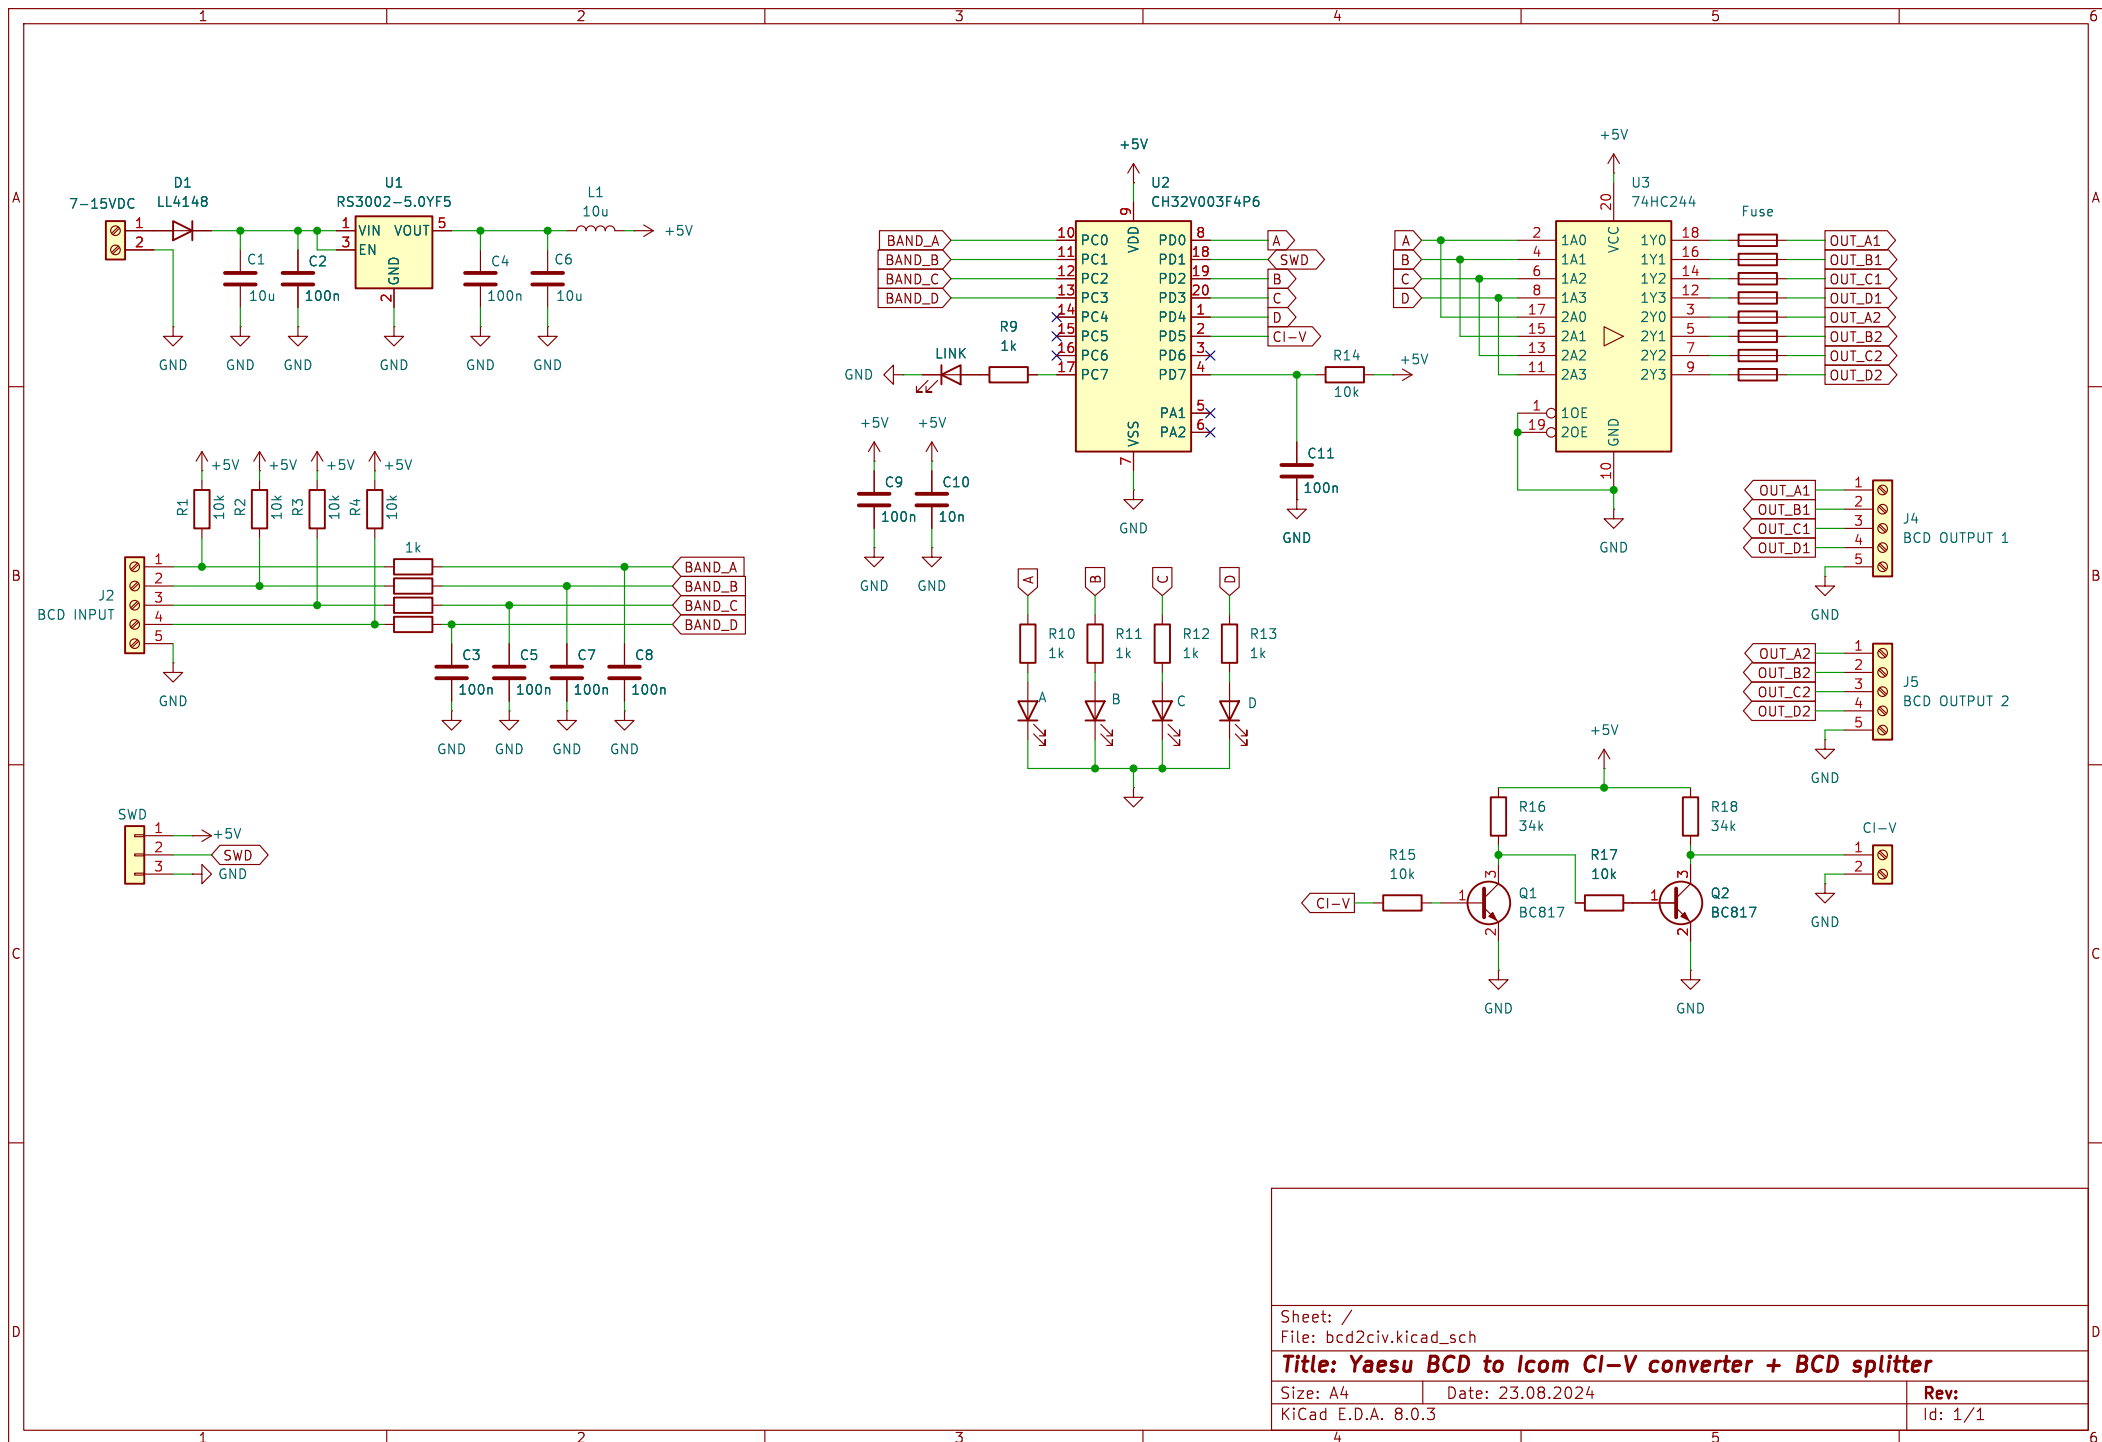 1 2 3 4 5 6
A
B
C
D
7-15VDC
1
2
D1
LL4148
GND
C1
10u
GND
C2
100n
GND
U1
RS3002-5.0YF5
1 VIN VOUT 5
3 EN
GND
2
GND
C4
100n
GND
C6
10u
GND
L1
10u
+5V
+5V
+5V
+5V
+5V
R1
10k
R2
10k
R3
10k
R4
10k
1k
J2
BCD INPUT
1
2
3
4
5
GND
BAND_A
BAND_B
BAND_C
BAND_D
C3
100n
GND
C5
100n
GND
C7
100n
GND
C8
100n
GND
SWD
1
2
3
+5V
SWD
GND
+5V
U2
CH32V003F4P6
9
VDD
BAND_A 10 PC0 PD0 8 A
BAND_B 11 PC1 PD1 18 SWD
BAND_C 12 PC2 PD2 19 B
BAND_D 13 PC3 PD3 20 C
14 PC4 PD4 1 D
15 PC5 PD5 2 CI-V
16 PC6 PD6 3
17 PC7 PD7 4
PA1 5
PA2 6
VSS
7
GND
R9
1k
LINK
GND
R14
10k
+5V
C11
100n
GND
+5V
C9
100n
GND
+5V
C10
10n
GND
A B C D
R10
1k
R11
1k
R12
1k
R13
1k
A B C D
+5V
U3
74HC244
20
VCC
Fuse
A 2 1A0 1Y0 18 OUT_A1
B 4 1A1 1Y1 16 OUT_B1
C 6 1A2 1Y2 14 OUT_C1
D 8 1A3 1Y3 12 OUT_D1
17 2A0 2Y0 3 OUT_A2
15 2A1 2Y1 5 OUT_B2
13 2A2 2Y2 7 OUT_C2
11 2A3 2Y3 9 OUT_D2
1 1OE
19 2OE
GND
10
GND
OUT_A1 1
OUT_B1 2
OUT_C1 3
OUT_D1 4
5
J4
BCD OUTPUT 1
GND
OUT_A2 1
OUT_B2 2
OUT_C2 3
OUT_D2 4
5
J5
BCD OUTPUT 2
GND
+5V
R16
34k
R18
34k
CI-V
R15
10k
1
3
2
Q1
BC817
GND
R17
10k
1
3
2
Q2
BC817
GND
CI-V
1
2
GND
Sheet: /
File: bcd2civ.kicad_sch
Title: Yaesu BCD to Icom CI-V converter + BCD splitter
Size: A4 Date: 23.08.2024 Rev:
KiCad E.D.A. 8.0.3 Id: 1/1
A
B
C
D
1 2 3 4 5 6